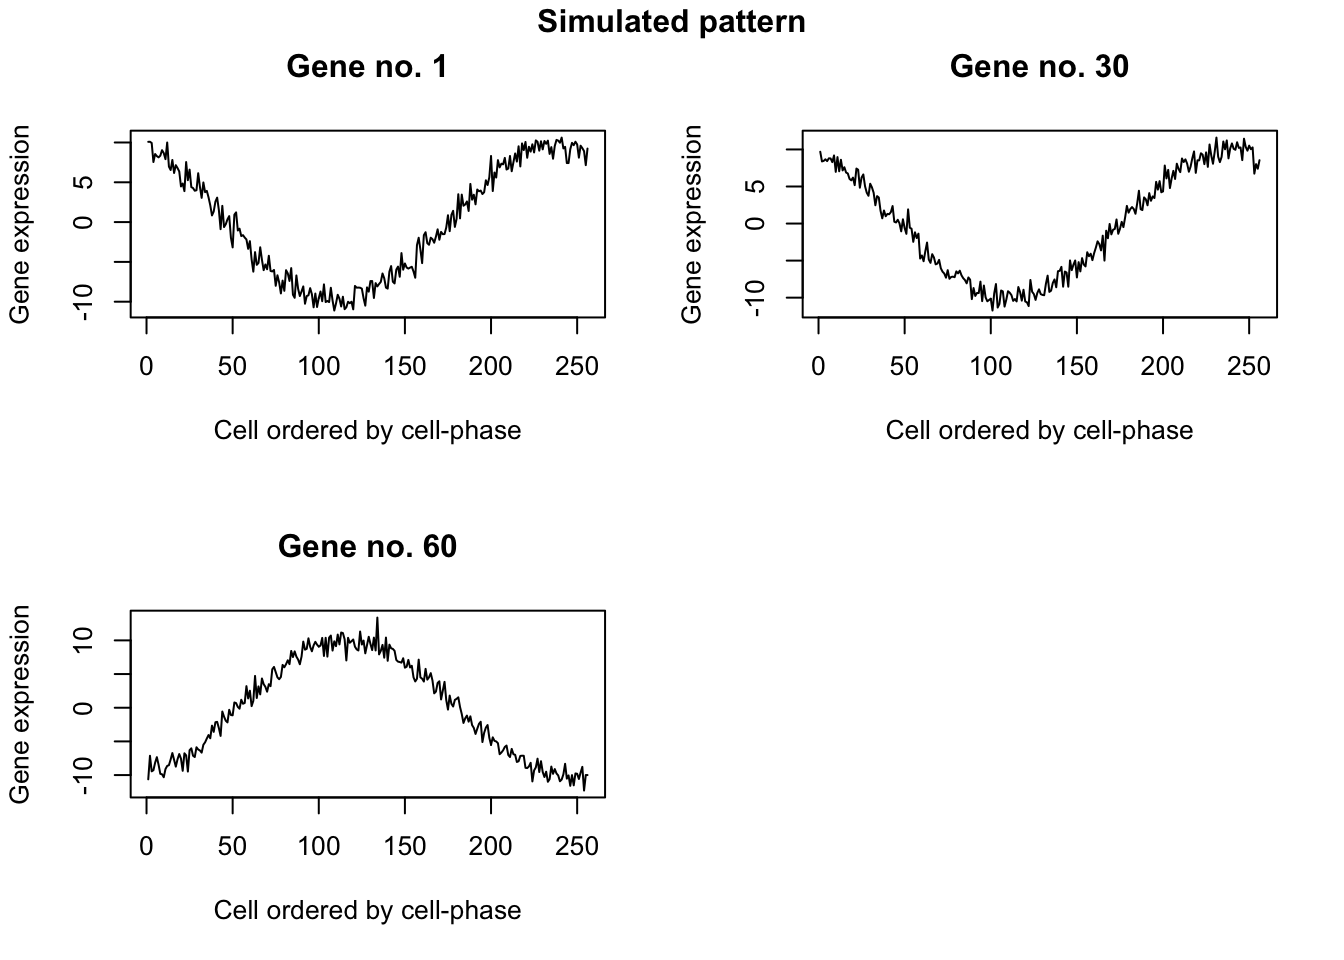 Simulated pattern
Gene no. 1
Gene expression
5
0
-10
0 50 100 150 200 250
Cell ordered by cell-phase
Gene no. 30
Gene expression
5
0
-10
0 50 100 150 200 250
Cell ordered by cell-phase
Gene no. 60
Gene expression
10
0
-10
0 50 100 150 200 250
Cell ordered by cell-phase